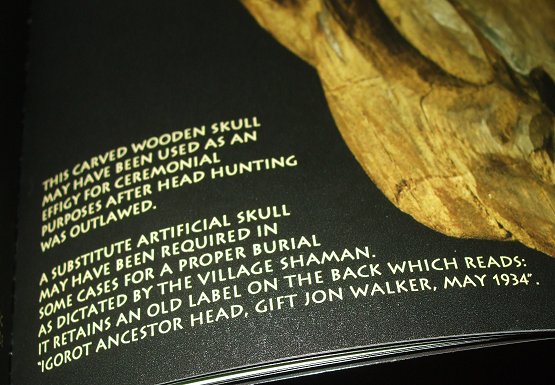 THIS CARVED WOODEN SKULL
MAY HAVE BEEN USED AS AN
EFFIGY FOR CEREMONIAL
PURPOSES AFTER HEAD HUNTING
WAS OUTLAWED.
A SUBSTITUTE ARTIFICIAL SKULL
MAY HAVE BEEN REQUIRED IN
SOME CASES FOR A PROPER BURIAL
AS DICTATED BY THE VILLAGE SHAMAN.
IT RETAINS AN OLD LABEL ON THE BACK WHICH READS:
"IGOROT ANCESTOR HEAD, GIFT JON WALKER, MAY 1934".